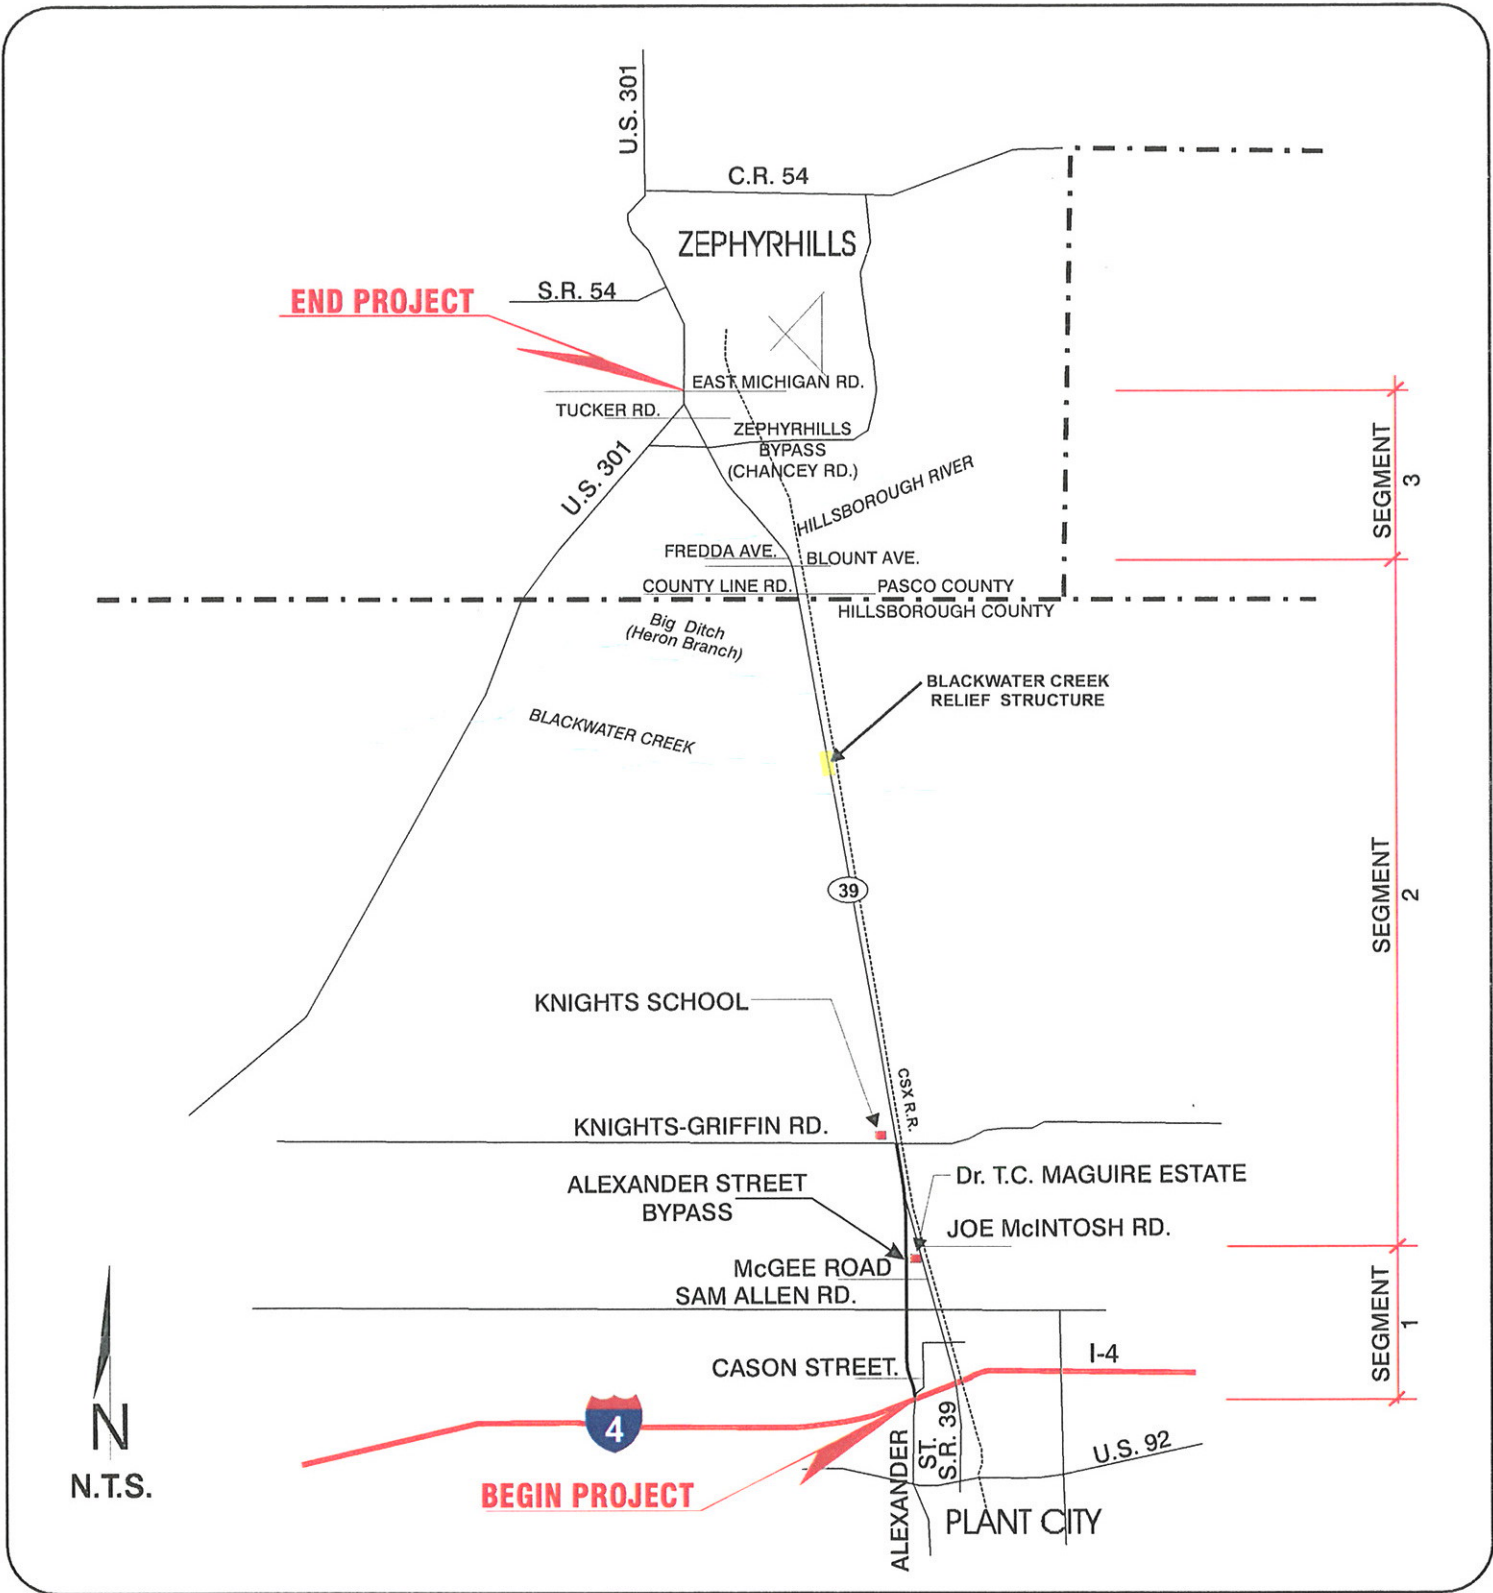 U.S. 301
C.R. 54
ZEPHYRHILLS
S.R. 54
END PROJECT
EAST MICHIGAN RD.
TUCKER RD.
ZEPHYRHILLS
BYPASS
(CHANCEY RD.)
U.S. 301
HILLSBOROUGH RIVER
SEGMENT
3
FREDDA AVE.
BLOUNT AVE.
COUNTY LINE RD.
PASCO COUNTY
HILLSBOROUGH COUNTY
Big Ditch
(Heron Branch)
BLACKWATER CREEK
RELIEF STRUCTURE
BLACKWATER CREEK
39
SEGMENT
2
KNIGHTS SCHOOL
CSX R.R.
KNIGHTS-GRIFFIN RD.
ALEXANDER STREET
BYPASS
Dr. T.C. MAGUIRE ESTATE
JOE McINTOSH RD.
McGEE ROAD
SAM ALLEN RD.
SEGMENT
1
CASON STREET.
I-4
4
N
N.T.S.
BEGIN PROJECT
ALEXANDER
ST.
S.R. 39
U.S. 92
PLANT CITY